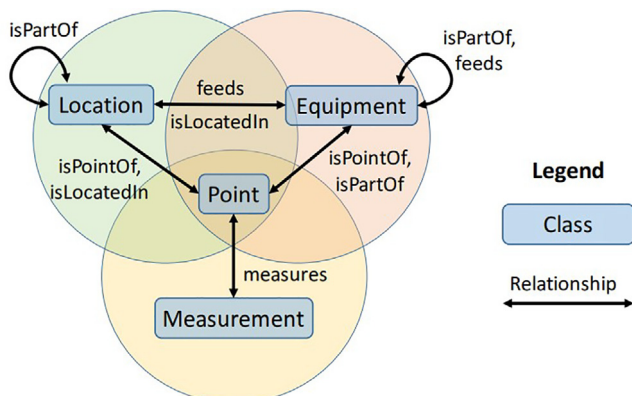 isPartOf
isPartOf,
feeds
Location
feeds
isLocatedIn
Equipment
isPointOf,
isLocatedIn
isPointOf,
isPartOf
Point
measures
Measurement
Legend
Class
Relationship